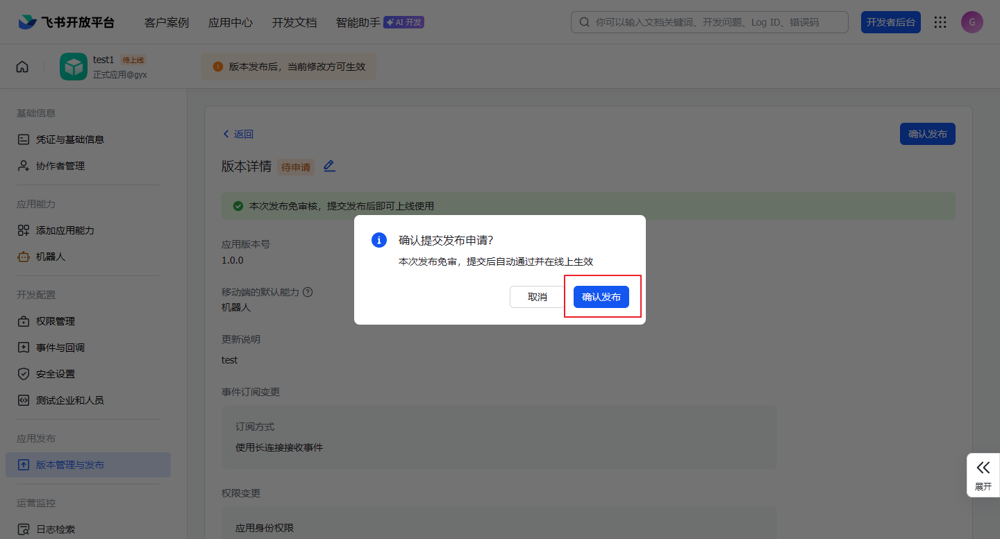 飞书开放平台 客户案例 应用中心 开发文档 智能助手 AI 开发 你可以输入文档关键词、开发问题、Log ID、错误码 开发者后台 G
test1 待上线
正式应用@gyx
版本发布后，当前修改方可生效
基础信息
凭证与基础信息
协作者管理
应用能力
添加应用能力
机器人
开发配置
权限管理
事件与回调
安全设置
测试企业和人员
应用发布
版本管理与发布
运营监控
日志检索
返回 确认发布
版本详情 待申请
本次发布免审核，提交发布后即可上线使用
应用版本号
1.0.0
移动端的默认能力
机器人
更新说明
test
事件订阅变更
订阅方式
使用长连接接收事件
权限变更
应用身份权限
确认提交发布申请?
本次发布免审，提交后自动通过并在线上生效
取消 确认发布
展开